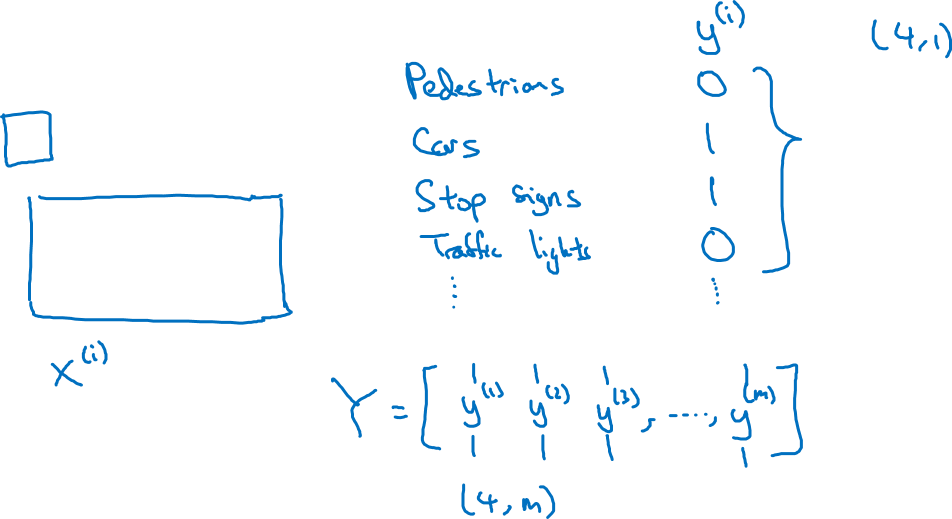 y^(i) (4,1)
Pedestrians 0
Cars 1
Stop signs 1
Traffic lights 0
x^(i)
Y = [ y^(1) y^(2) y^(3), ...., y^(m) ]
(4, m)